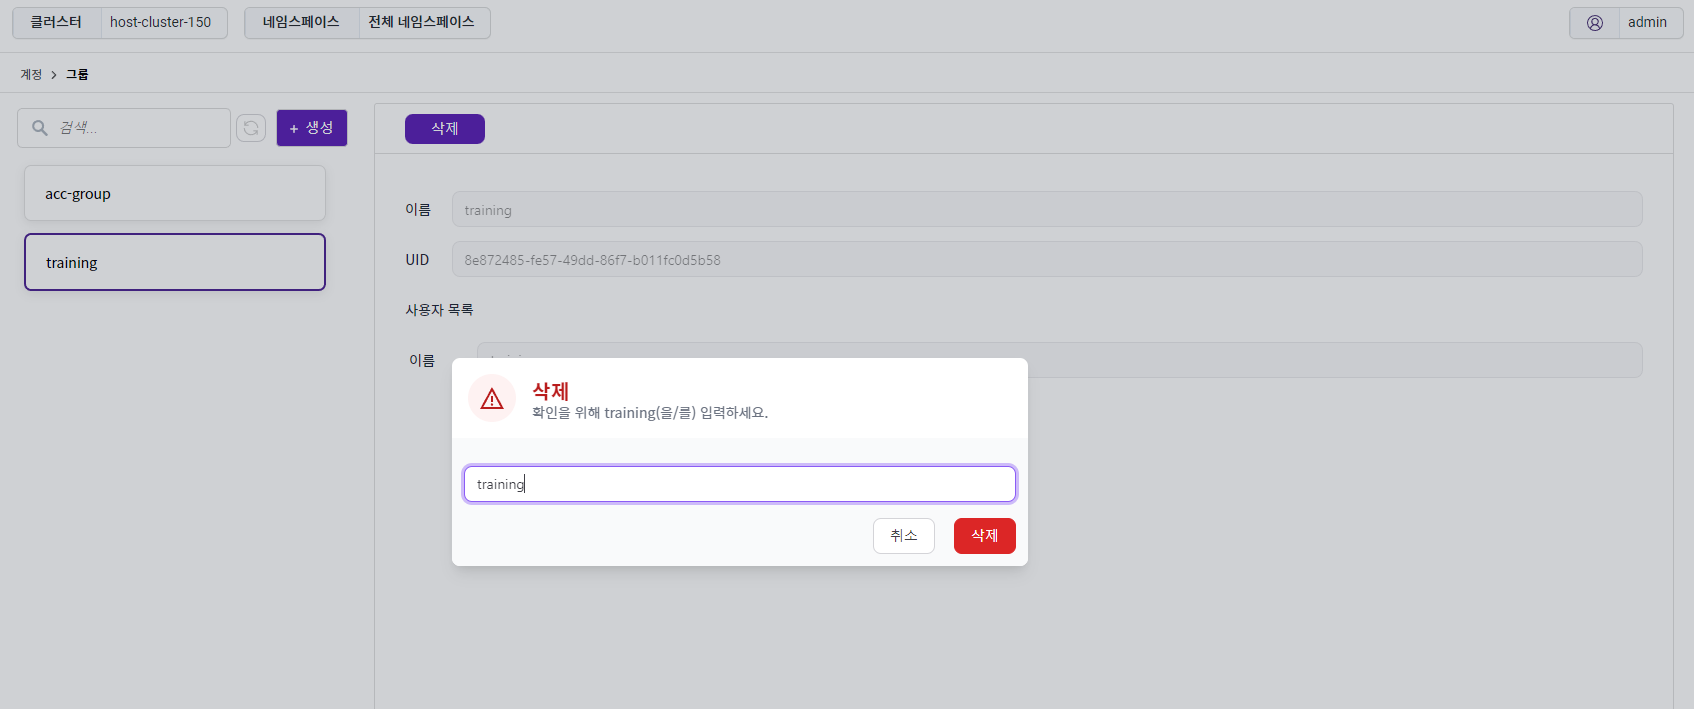 클러스터 host-cluster-150 네임스페이스 전체 네임스페이스 admin
계정 > 그룹
검색... + 생성 삭제
acc-group
training
이름 training
UID 8e872485-fe57-49dd-86f7-b011fc0d5b58
사용자 목록
이름
삭제
확인을 위해 training(을/를) 입력하세요.
training
취소 삭제